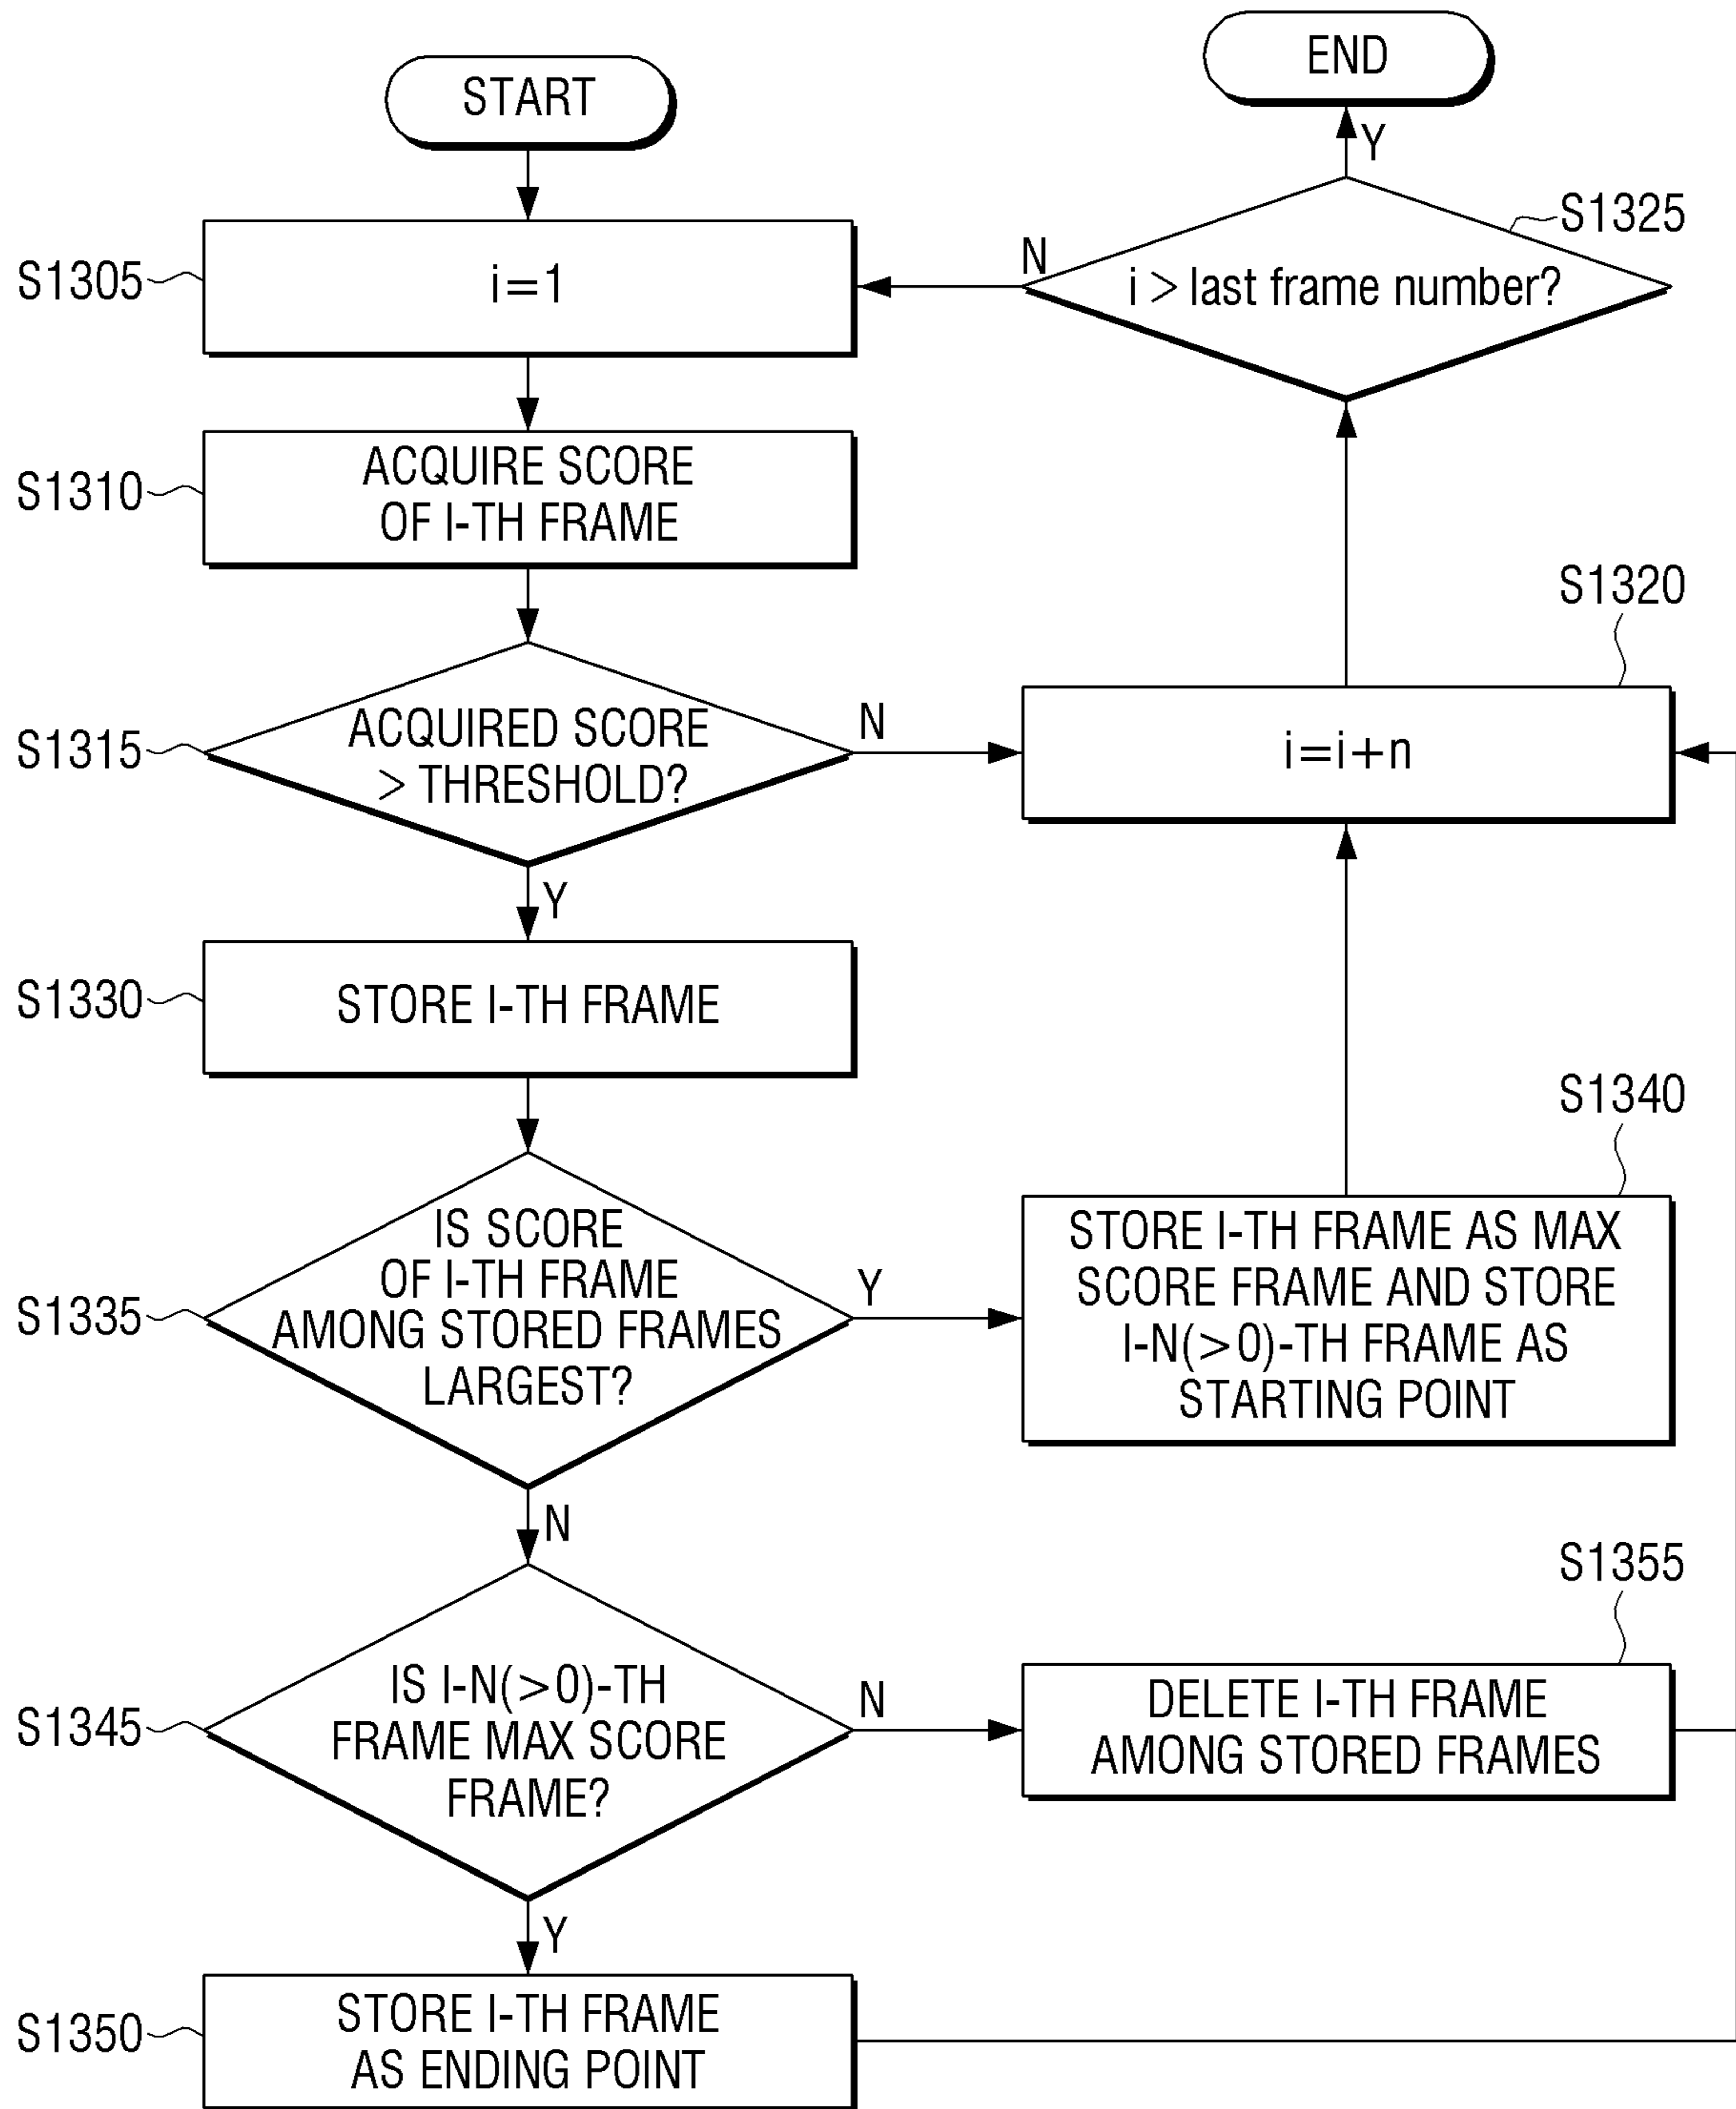 START
END
Y
S1325
S1305
i=1
N
i > last frame number?
S1310
ACQUIRE SCORE
OF I-TH FRAME
S1320
S1315
ACQUIRED SCORE
> THRESHOLD?
N
i=i+n
Y
S1330
STORE I-TH FRAME
S1340
S1335
IS SCORE
OF I-TH FRAME
AMONG STORED FRAMES
LARGEST?
Y
STORE I-TH FRAME AS MAX
SCORE FRAME AND STORE
I-N(>0)-TH FRAME AS
STARTING POINT
N
S1355
S1345
IS I-N(>0)-TH
FRAME MAX SCORE
FRAME?
N
DELETE I-TH FRAME
AMONG STORED FRAMES
Y
S1350
STORE I-TH FRAME
AS ENDING POINT